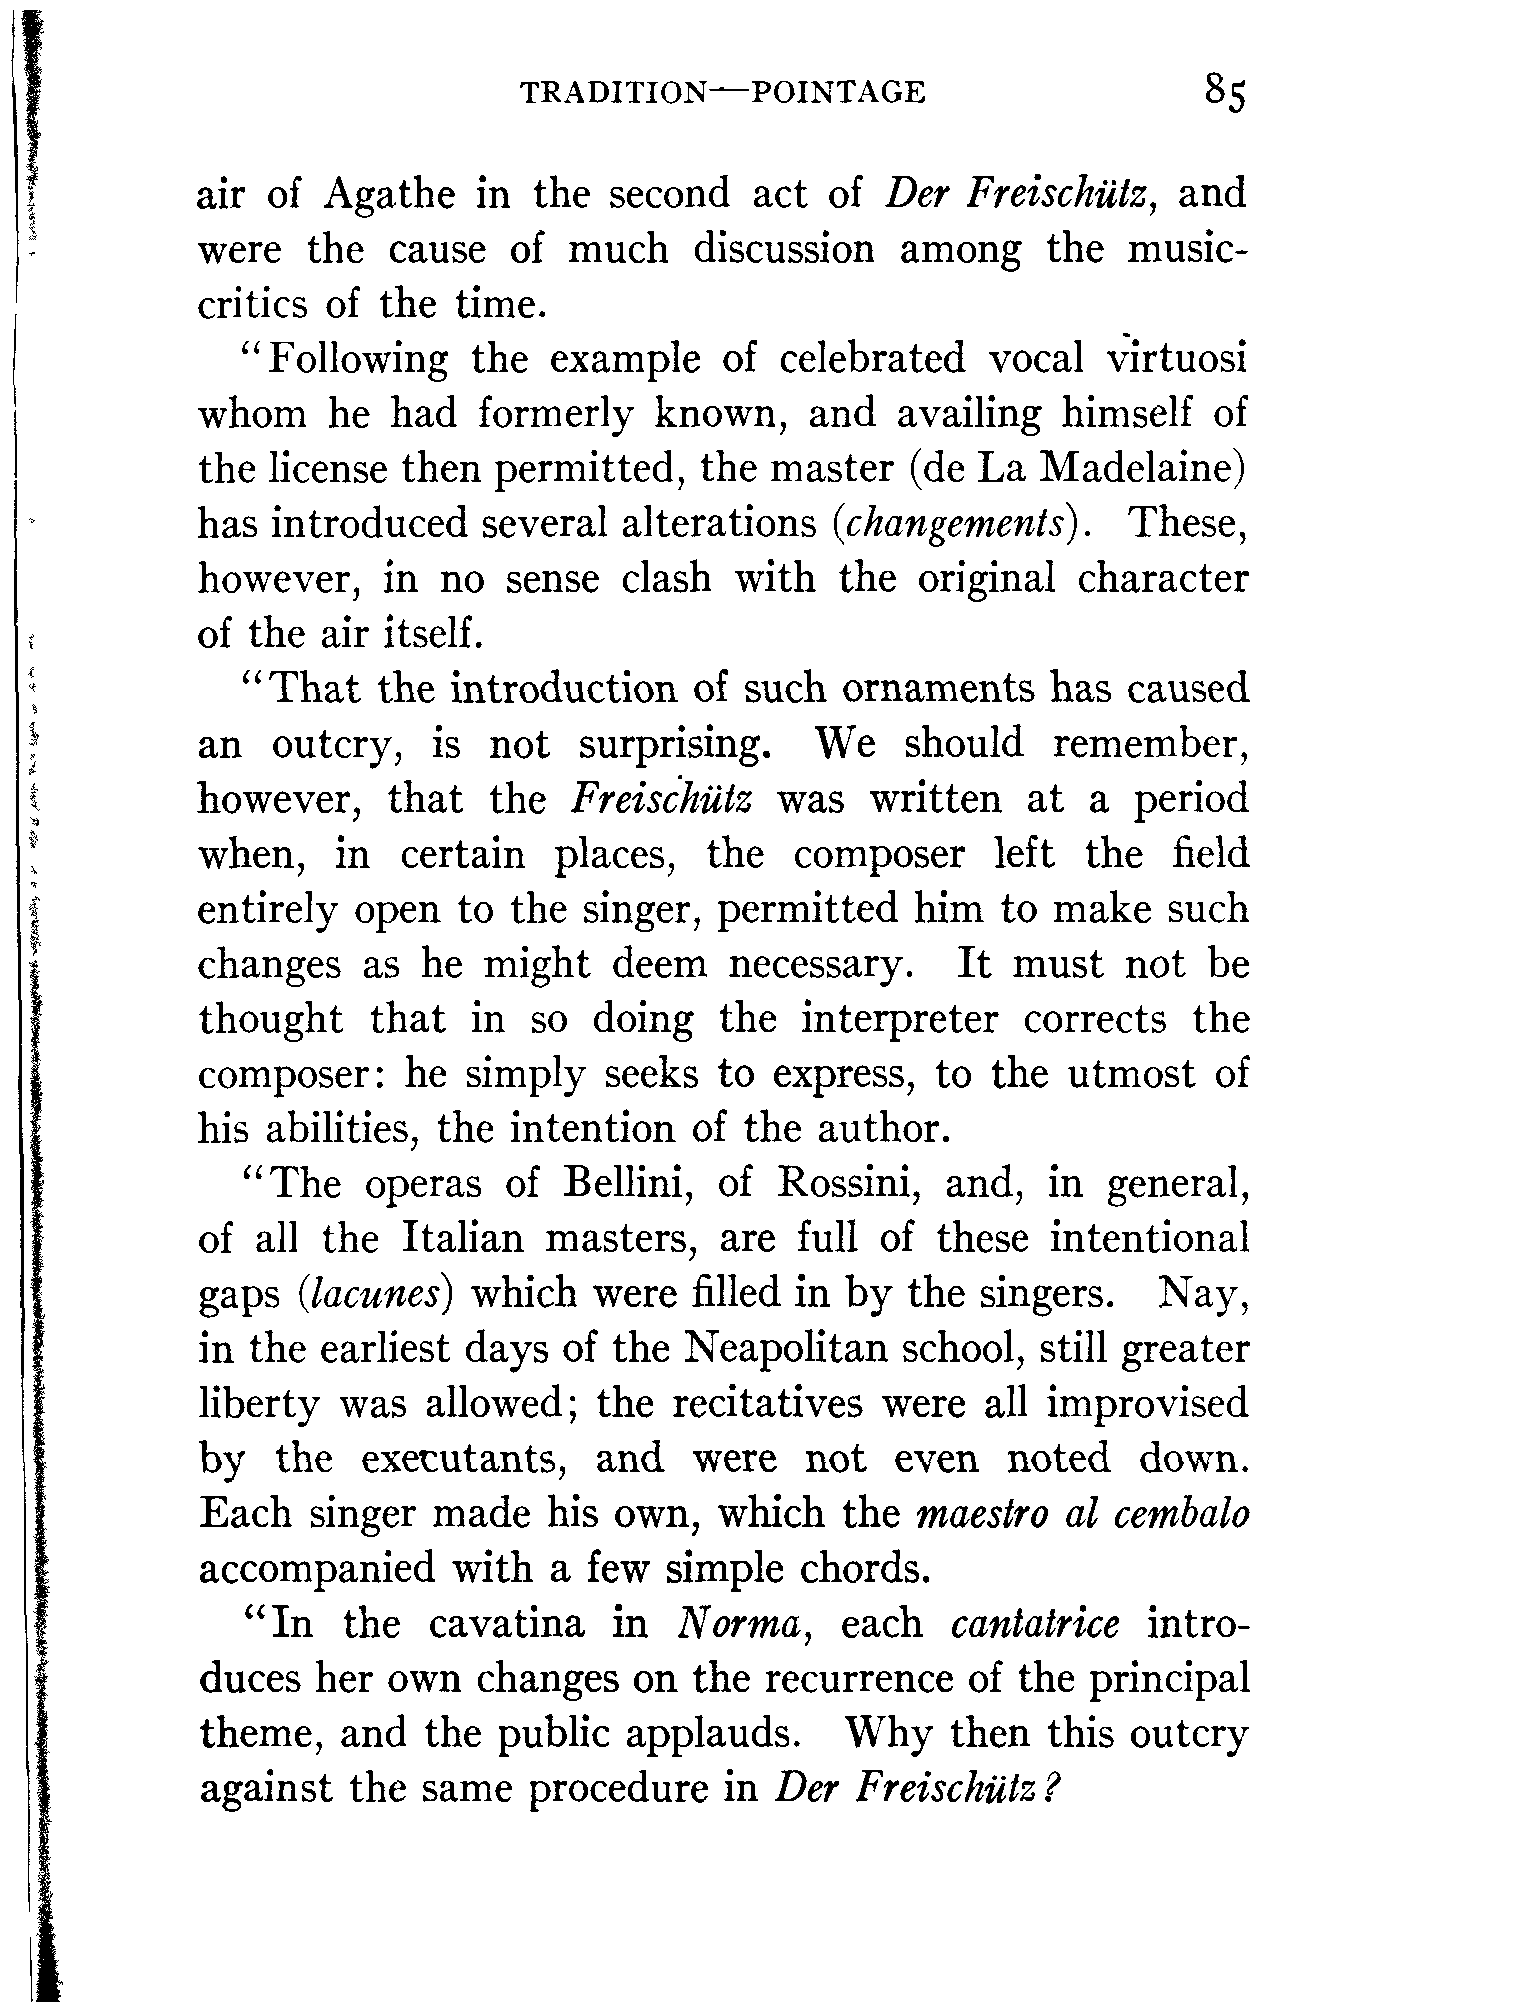 TRADITION—POINTAGE 85
air of Agathe in the second act of Der Freischütz, and
were the cause of much discussion among the music-
critics of the time.
"Following the example of celebrated vocal virtuosi
whom he had formerly known, and availing himself of
the license then permitted, the master (de La Madelaine)
has introduced several alterations (changements). These,
however, in no sense clash with the original character
of the air itself.
"That the introduction of such ornaments has caused
an outcry, is not surprising. We should remember,
however, that the Freischütz was written at a period
when, in certain places, the composer left the field
entirely open to the singer, permitted him to make such
changes as he might deem necessary. It must not be
thought that in so doing the interpreter corrects the
composer: he simply seeks to express, to the utmost of
his abilities, the intention of the author.
"The operas of Bellini, of Rossini, and, in general,
of all the Italian masters, are full of these intentional
gaps (lacunes) which were filled in by the singers. Nay,
in the earliest days of the Neapolitan school, still greater
liberty was allowed; the recitatives were all improvised
by the executants, and were not even noted down.
Each singer made his own, which the maestro al cembalo
accompanied with a few simple chords.
"In the cavatina in Norma, each cantatrice intro-
duces her own changes on the recurrence of the principal
theme, and the public applauds. Why then this outcry
against the same procedure in Der Freischütz?